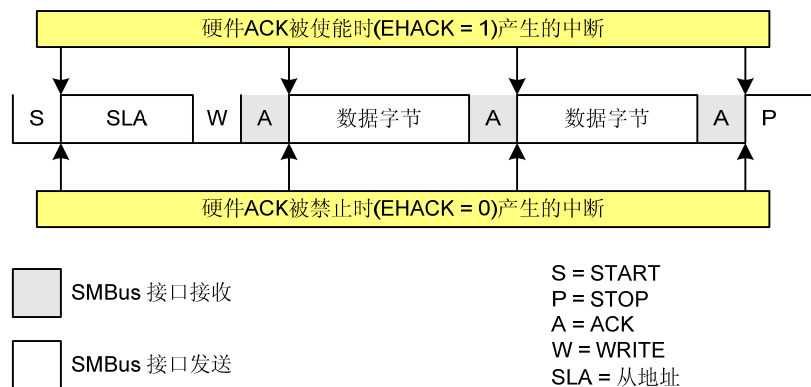 硬件ACK被使能时(EHACK = 1)产生的中断
S SLA W A 数据字节 A 数据字节 A P
硬件ACK被禁止时(EHACK = 0)产生的中断
SMBus 接口接收
SMBus 接口发送
S = START
P = STOP
A = ACK
W = WRITE
SLA = 从地址